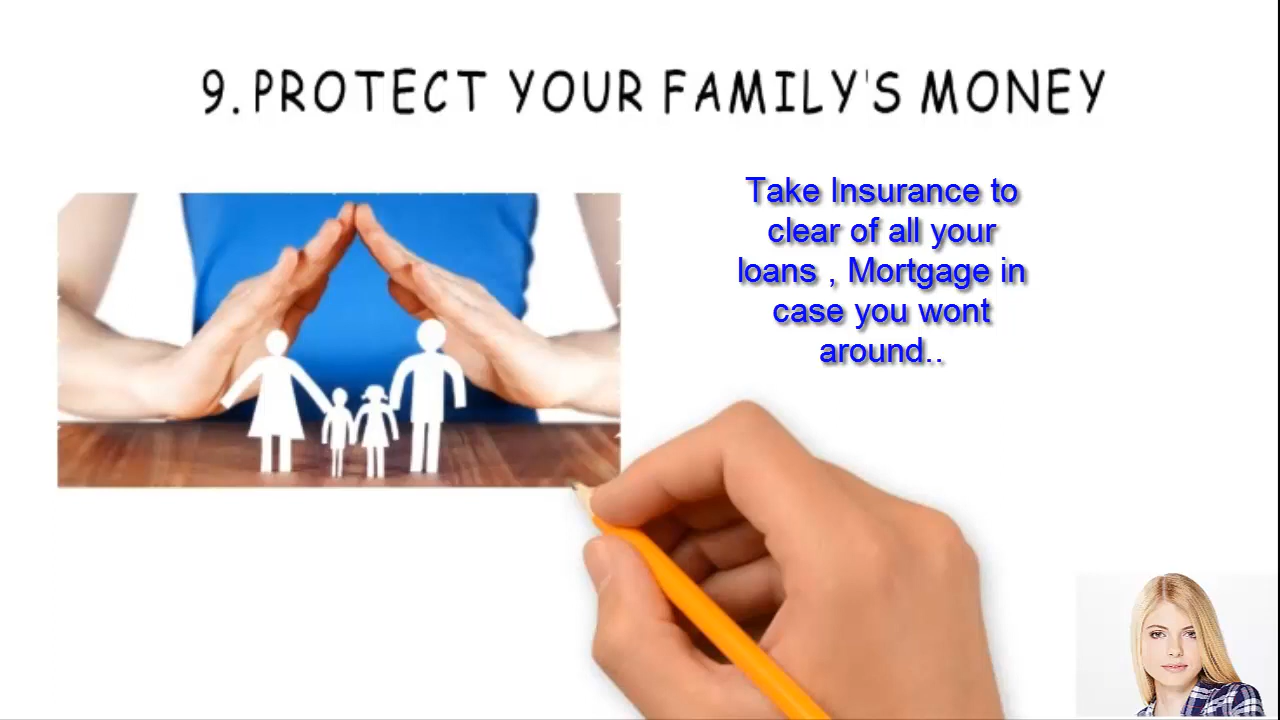 9. PROTECT YOUR FAMILY'S MONEY
Take Insurance to
clear of all your
loans , Mortgage in
case you wont
around..